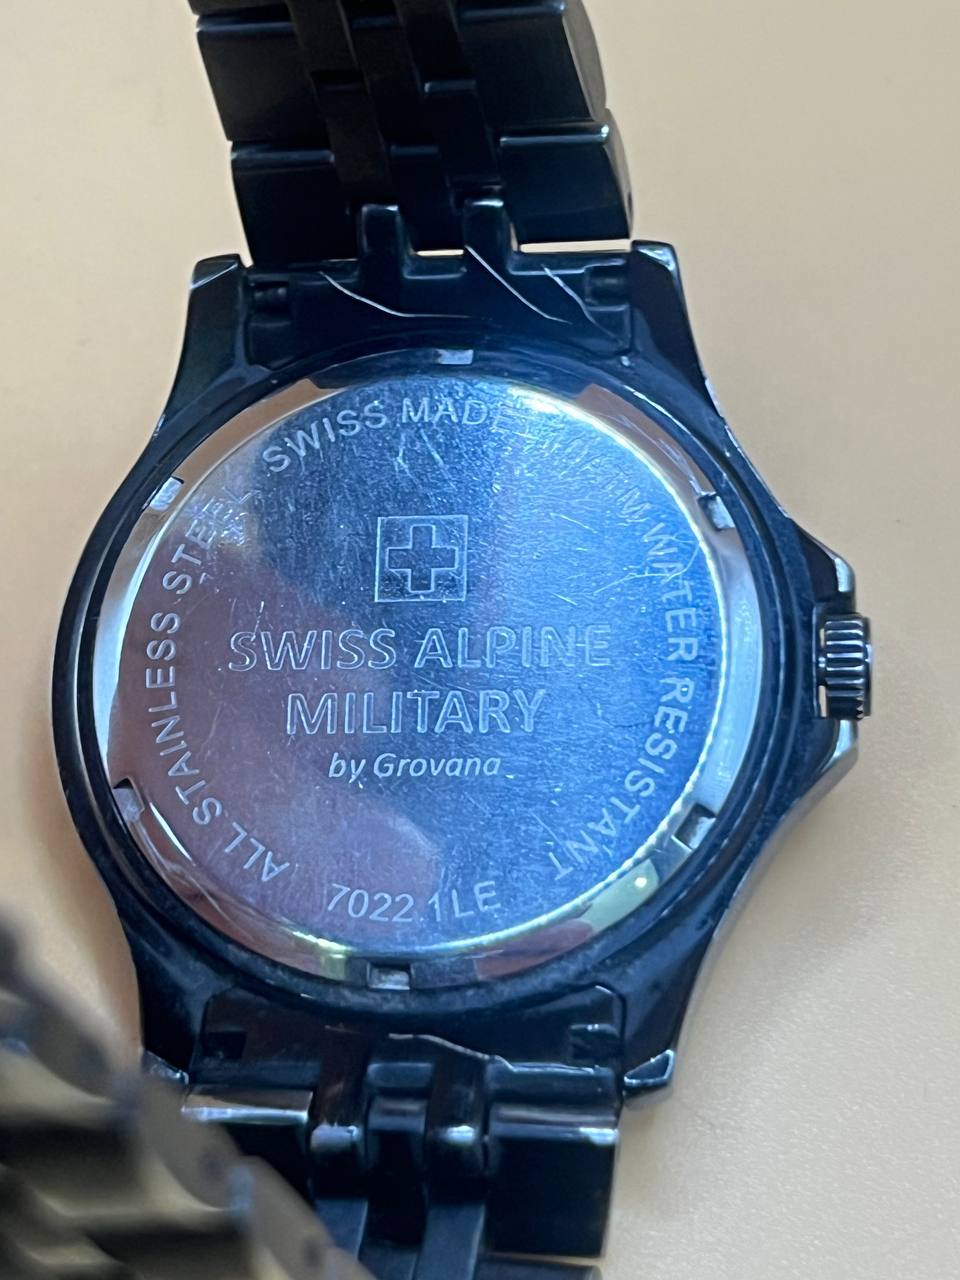 SWISS MADE
WATER RESISTANT
ALL STAINLESS STEEL
SWISS ALPINE
MILITARY
by Grovana
7022.1LE